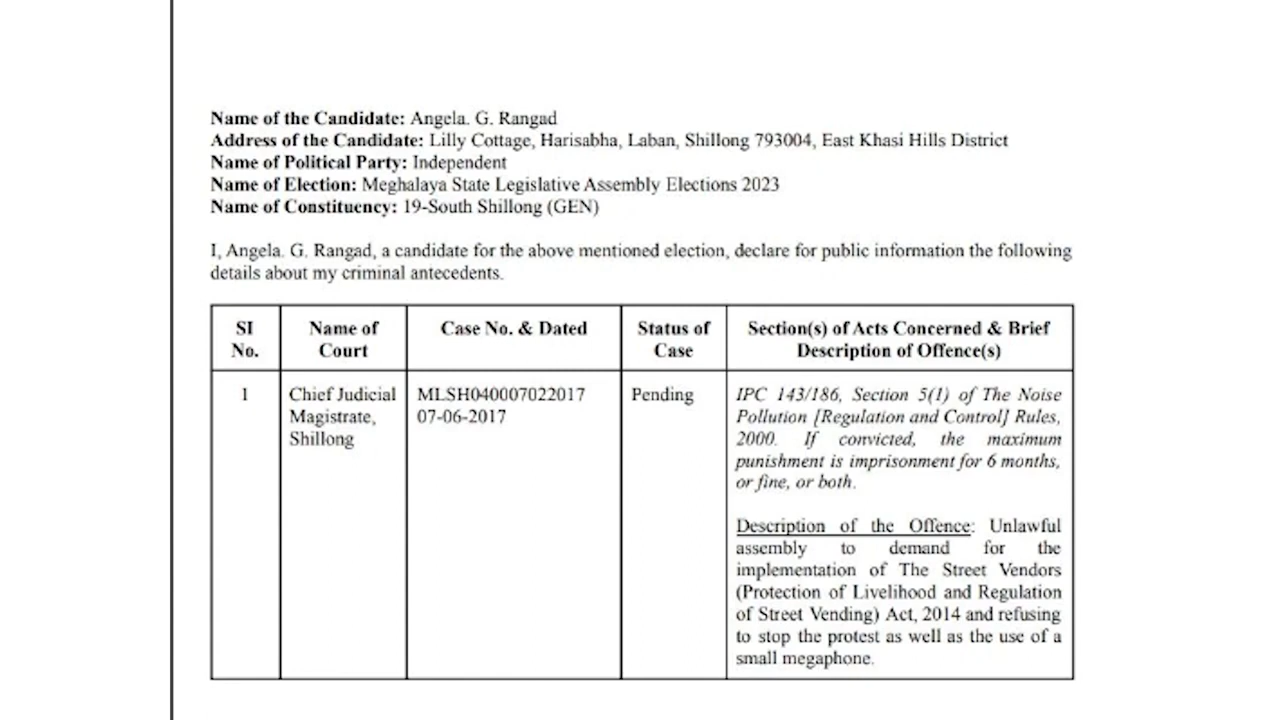 Name of the Candidate: Angela. G. Rangad
Address of the Candidate: Lilly Cottage, Harisabha, Laban, Shillong 793004, East Khasi Hills District
Name of Political Party: Independent
Name of Election: Meghalaya State Legislative Assembly Elections 2023
Name of Constituency: 19-South Shillong (GEN)
I, Angela. G. Rangad, a candidate for the above mentioned election, declare for public information the following
details about my criminal antecedents.
SI
No.
Name of
Court
Case No. & Dated
Status of
Case
Section(s) of Acts Concerned & Brief
Description of Offence(s)
1
Chief Judicial
Magistrate,
Shillong
MLSH040007022017
07-06-2017
Pending
IPC 143/186, Section 5(1) of The Noise
Pollution [Regulation and Control] Rules,
2000. If convicted, the maximum
punishment is imprisonment for 6 months,
or fine, or both.
Description of the Offence: Unlawful
assembly to demand for the
implementation of The Street Vendors
(Protection of Livelihood and Regulation
of Street Vending) Act, 2014 and refusing
to stop the protest as well as the use of a
small megaphone.